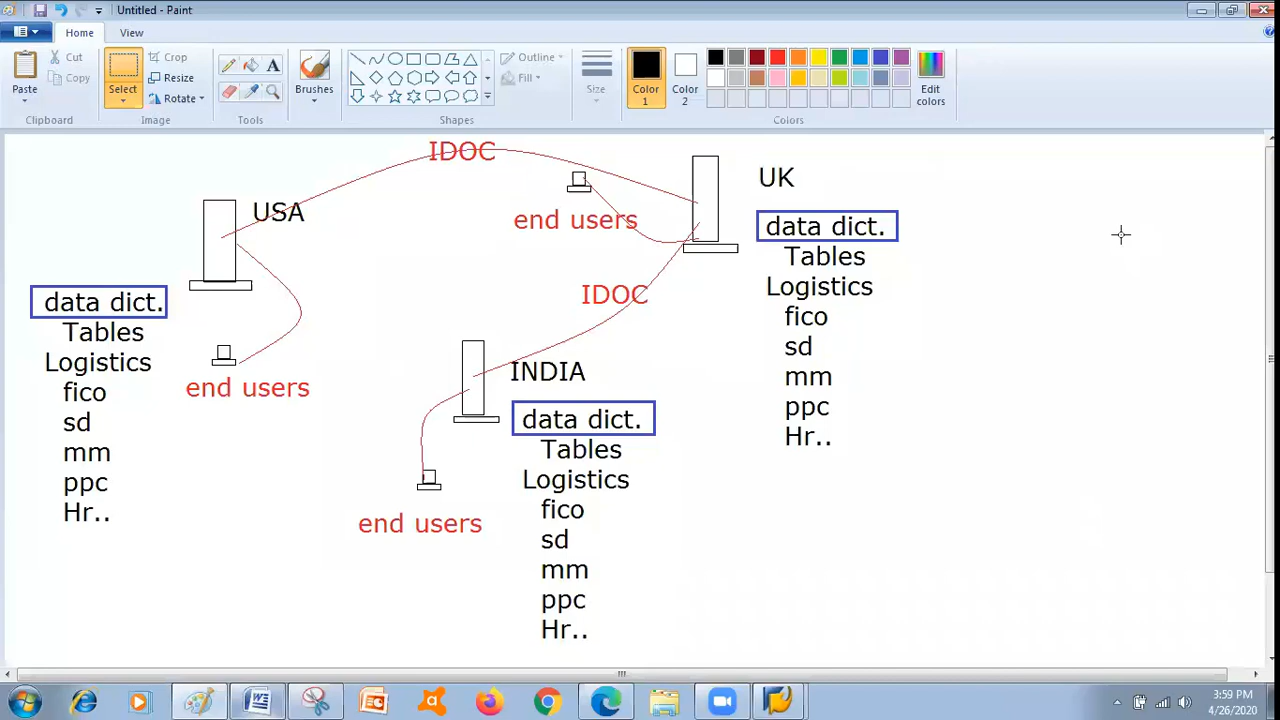 Untitled - Paint
Home
View
Paste
Cut
Copy
Clipboard
Select
Crop
Resize
Rotate
Image
Tools
Brushes
Shapes
Outline
Fill
Size
Color 1
Color 2
Edit colors
Colors
IDOC
USA
end users
UK
data dict.
Tables
Logistics
fico
sd
mm
ppc
Hr..
data dict.
Tables
Logistics
fico
sd
mm
ppc
Hr..
end users
IDOC
INDIA
data dict.
Tables
Logistics
fico
sd
mm
ppc
Hr..
end users
3:59 PM
4/26/2020